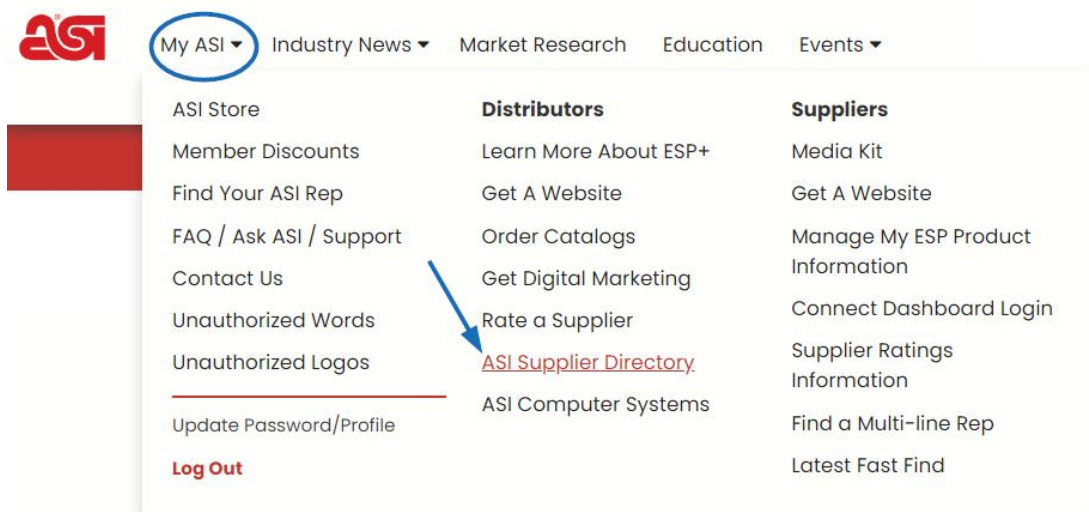 asi
My ASI Industry News Market Research Education Events
ASI Store
Member Discounts
Find Your ASI Rep
FAQ / Ask ASI / Support
Contact Us
Unauthorized Words
Unauthorized Logos
Update Password/Profile
Log Out
Distributors
Learn More About ESP+
Get A Website
Order Catalogs
Get Digital Marketing
Rate a Supplier
ASI Supplier Directory
ASI Computer Systems
Suppliers
Media Kit
Get A Website
Manage My ESP Product
Information
Connect Dashboard Login
Supplier Ratings
Information
Find a Multi-line Rep
Latest Fast Find